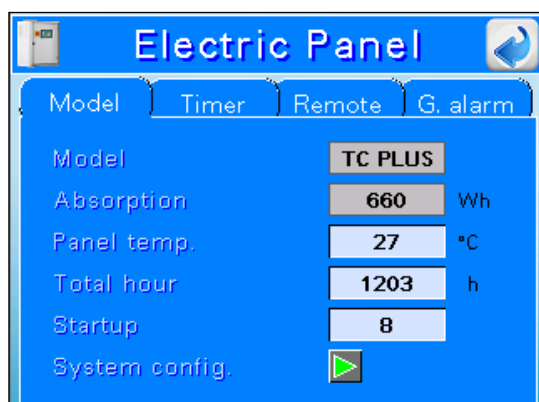 Electric Panel
Model Timer Remote G. alarm
Model TC PLUS
Absorption 660 Wh
Panel temp. 27 °C
Total hour 1203 h
Startup 8
System config.